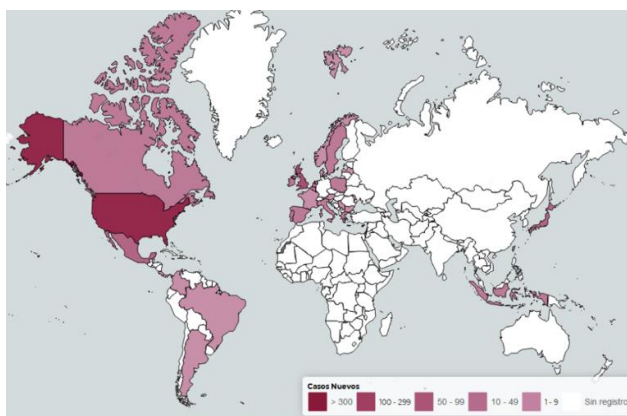 Casos Nuevos
> 300
100 - 299
50 - 99
10 - 49
1 - 9
Sin registro